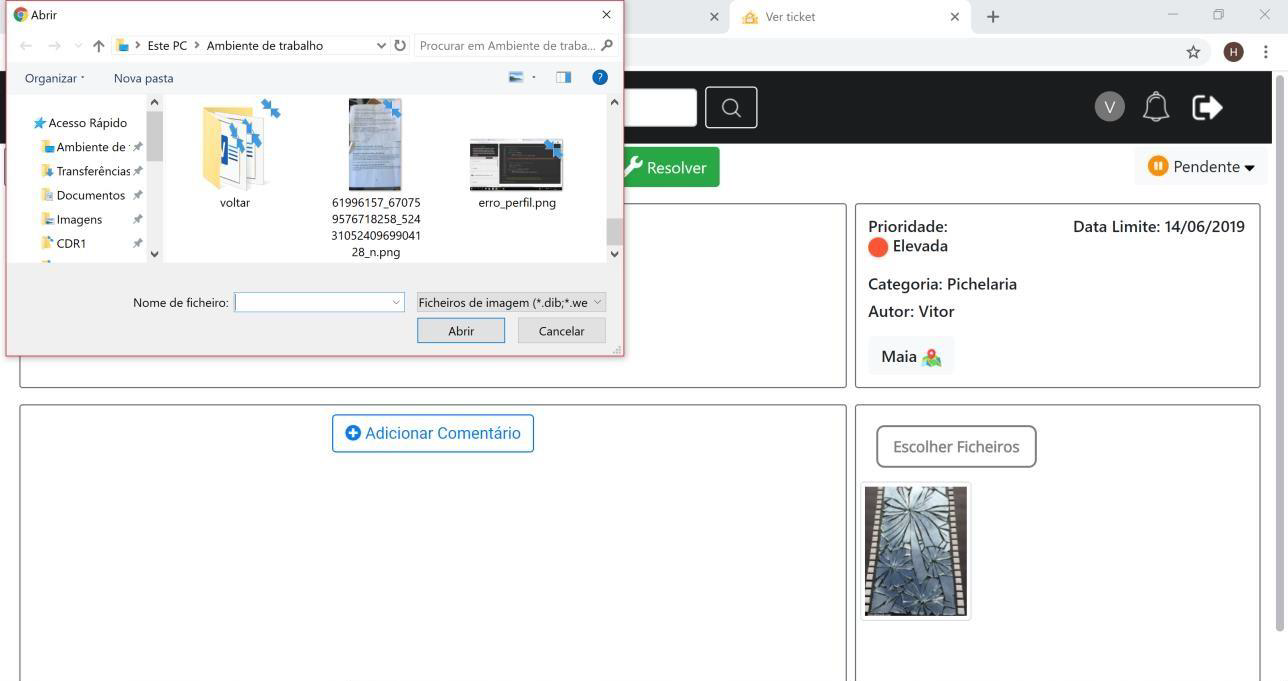 Abrir
Ver ticket
Este PC > Ambiente de trabalho
Procurar em Ambiente de traba...
H
Organizar
Nova pasta
?
Acesso Rápido
Ambiente de
Transferências
Documentos
Imagens
CDR1
voltar
61996157_67075
9576718258_524
31052409699041
28_n.png
erro_perfil.png
Nome de ficheiro:
Ficheiros de imagem (*.dib;*.we
Abrir
Cancelar
V
Resolver
Pendente
Prioridade:
Elevada
Data Limite: 14/06/2019
Categoria: Pichelaria
Autor: Vitor
Maia
Adicionar Comentário
Escolher Ficheiros